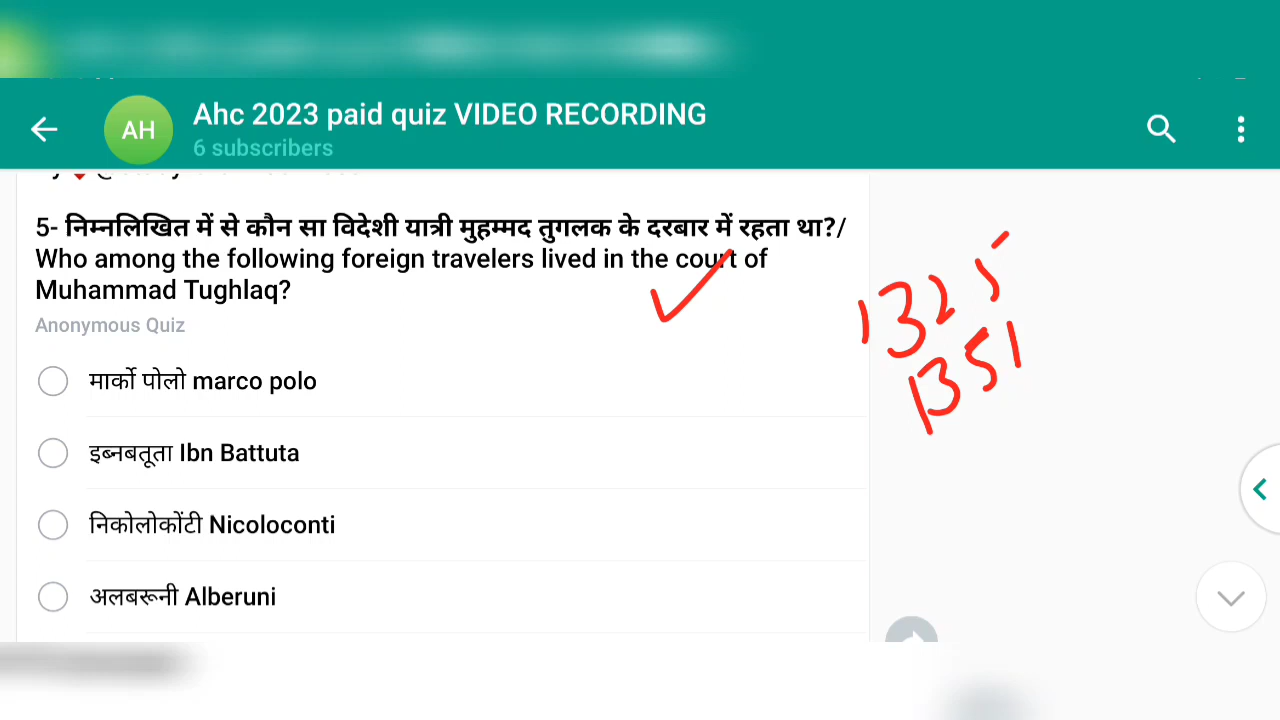 AH
Ahc 2023 paid quiz VIDEO RECORDING
6 subscribers
5- निम्नलिखित में से कौन सा विदेशी यात्री मुहम्मद तुगलक के दरबार में रहता था?/
Who among the following foreign travelers lived in the court of
Muhammad Tughlaq?
Anonymous Quiz
1325
1351
मार्को पोलो marco polo
इब्नबतूता Ibn Battuta
निकोलोकोंटी Nicoloconti
अलबरूनी Alberuni